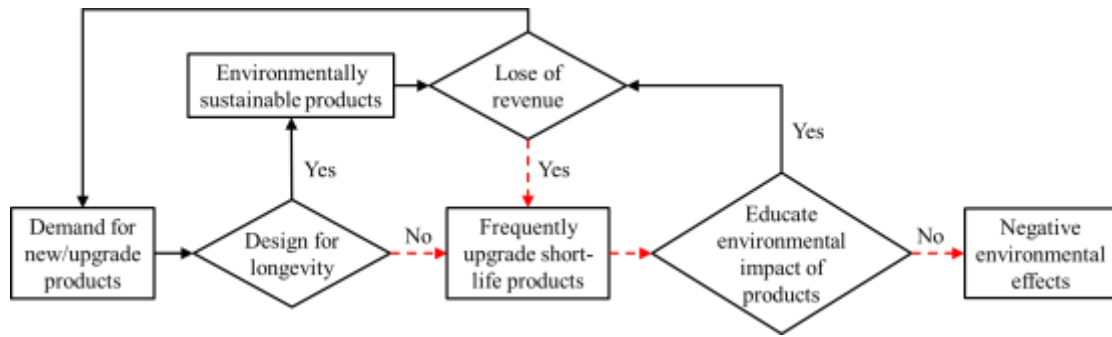 Environmentally
sustainable products
Lose of
revenue
Yes
Yes
Yes
Demand for
new/upgrade
products
Design for
longevity
No
Frequently
upgrade short-
life products
Educate
environmental
impact of
products
No
Negative
environmental
effects